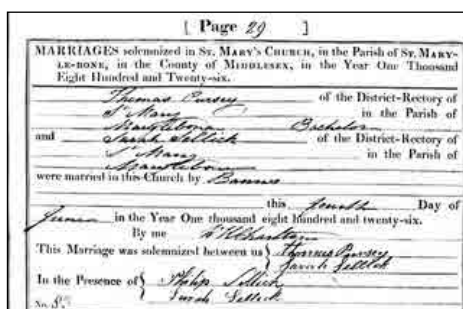 [ Page 29 ]
MARRIAGES solemnized in ST. MARY'S CHURCH, in the Parish of ST. MARY-
LE-BONE, in the County of MIDDLESEX, in the Year One Thousand
Eight Hundred and Twenty-six.
Thomas Pursey of the District-Rectory of
St Mary in the Parish of
Marylebone Bachelor
and Sarah Sellick of the District-Rectory of
St Mary in the Parish of
Marylebone
were married in this Church by Banns
this fourth Day of
June in the Year One thousand eight hundred and twenty-six.
By me
This Marriage was solemnized between us { Thomas Pursey
Sarah Sellick
In the Presence of { Philip Sellick
Sarah Sellick
No. 8.